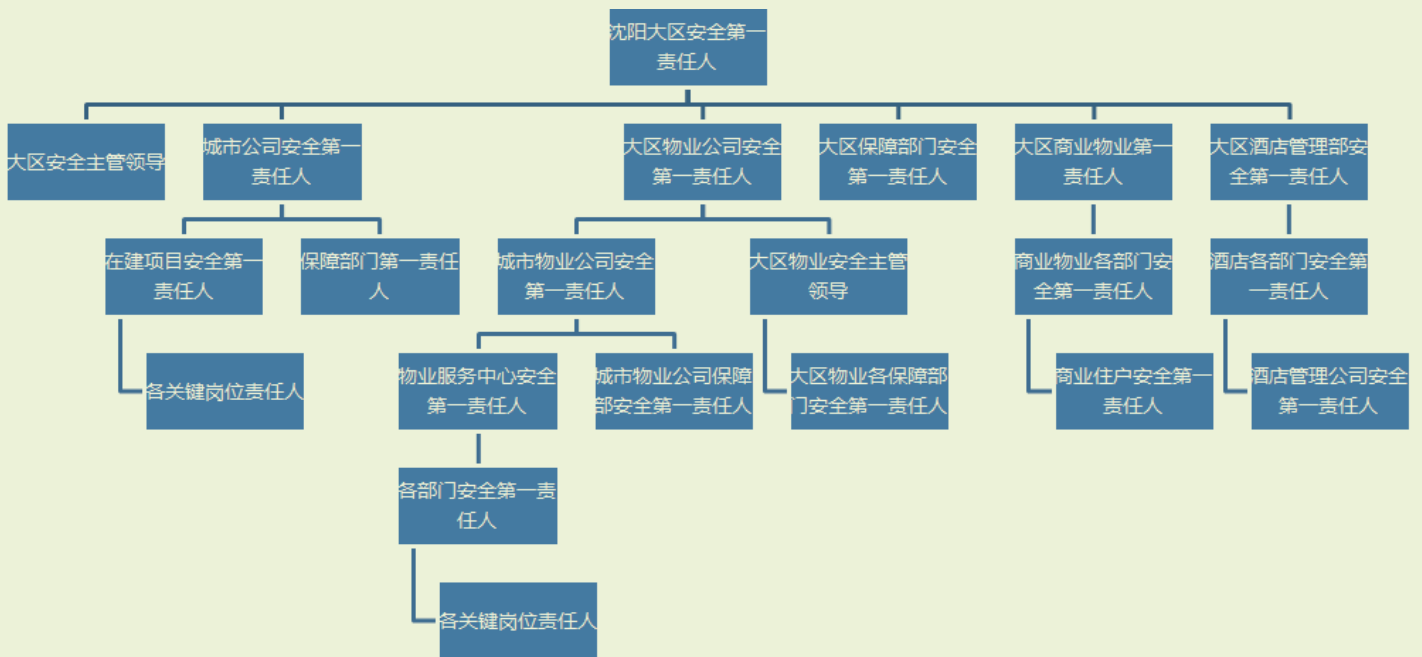 沈阳大区安全第一
责任人
大区安全主管领导
城市公司安全第一
责任人
大区物业公司安全
第一责任人
大区保障部门安全
第一责任人
大区商业物业第一
责任人
大区酒店管理部安
全第一责任人
在建项目安全第一
责任人
保障部门第一责任
人
城市物业公司安全
第一责任人
大区物业安全主管
领导
商业物业各部门安
全第一责任人
酒店各部门安全第
一责任人
各关键岗位责任人
物业服务中心安全
第一责任人
城市物业公司保障
部安全第一责任人
大区物业各保障部
门安全第一责任人
商业住户安全第一
责任人
酒店管理公司安全
第一责任人
各部门安全第一责
任人
各关键岗位责任人